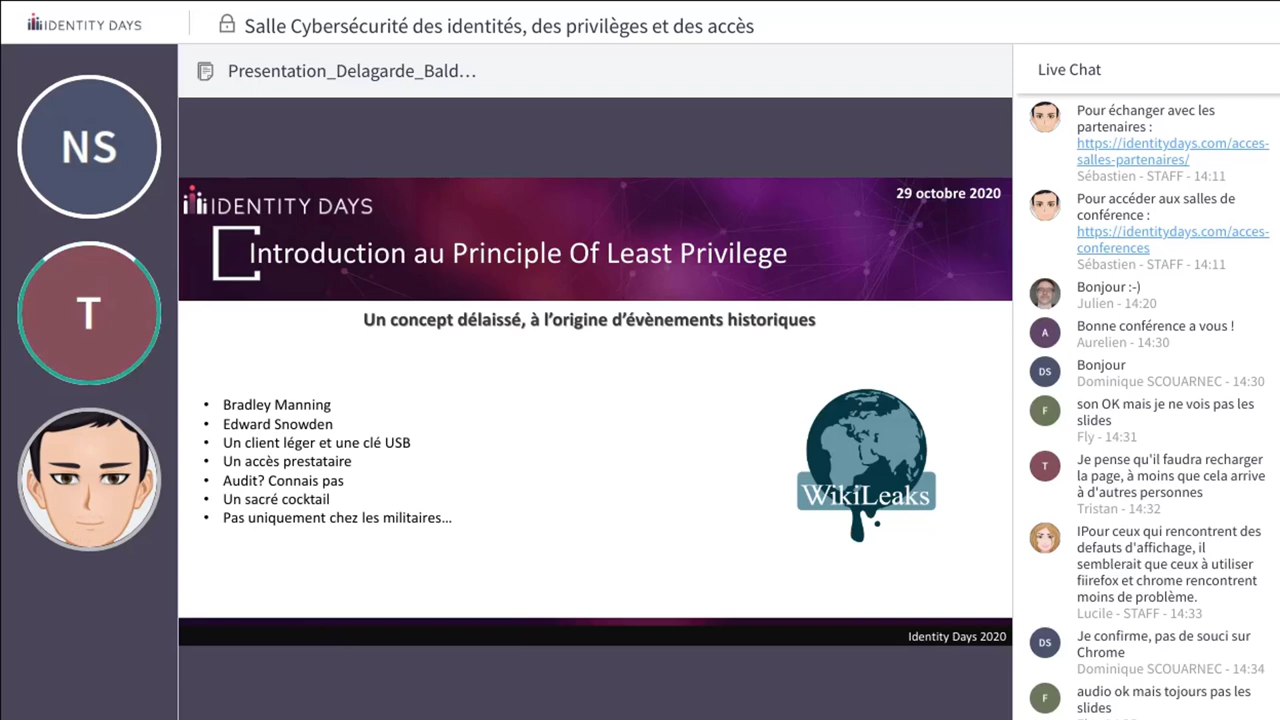 IDENTITY DAYS
Salle Cybersécurité des identités, des privilèges et des accès
NS
T
Presentation_Delagarde_Bald…
IDENTITY DAYS
29 octobre 2020
Introduction au Principle Of Least Privilege
Un concept délaissé, à l'origine d'évènements historiques
• Bradley Manning
• Edward Snowden
• Un client léger et une clé USB
• Un accès prestataire
• Audit? Connais pas
• Un sacré cocktail
• Pas uniquement chez les militaires…
WikiLeaks
Identity Days 2020
Live Chat
Pour échanger avec les
partenaires :
https://identitydays.com/acces-
salles-partenaires/
Sébastien - STAFF - 14:11
Pour accéder aux salles de
conférence :
https://identitydays.com/acces-
conferences
Sébastien - STAFF - 14:11
Bonjour :-)
Julien - 14:20
A
Bonne conférence a vous !
Aurelien - 14:30
DS
Bonjour
Dominique SCOUARNEC - 14:30
F
son OK mais je ne vois pas les
slides
Fly - 14:31
T
Je pense qu'il faudra recharger
la page, à moins que cela arrive
à d'autres personnes
Tristan - 14:32
IPour ceux qui rencontrent des
defauts d'affichage, il
semblerait que ceux à utiliser
fiirefox et chrome rencontrent
moins de problème.
Lucile - STAFF - 14:33
DS
Je confirme, pas de souci sur
Chrome
Dominique SCOUARNEC - 14:34
F
audio ok mais tojours pas les
slides